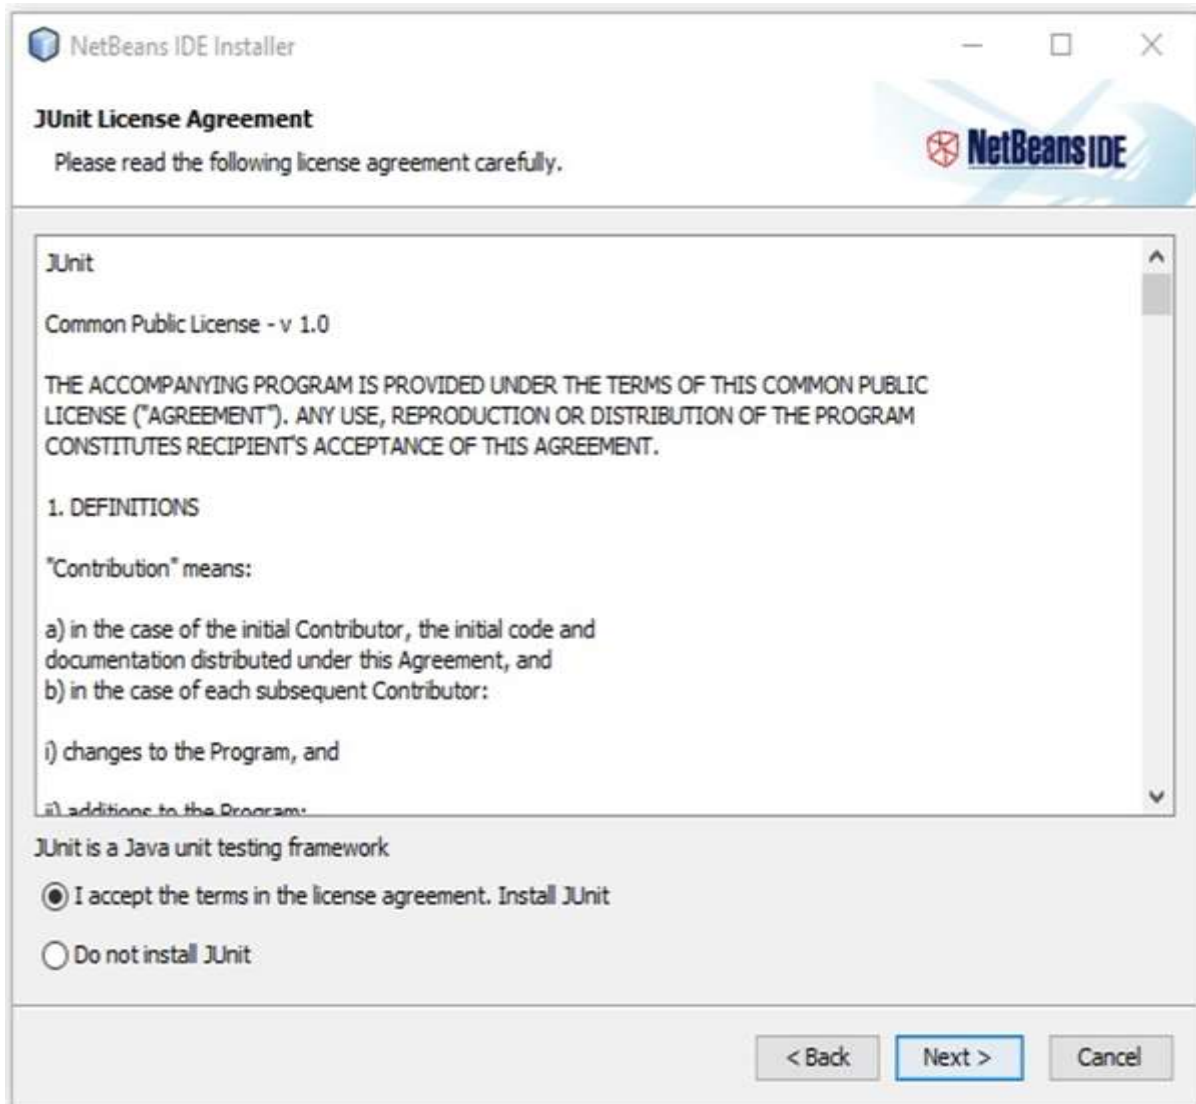 NetBeans IDE Installer
JUnit License Agreement
Please read the following license agreement carefully.
NetBeans IDE
JUnit
Common Public License - v 1.0
THE ACCOMPANYING PROGRAM IS PROVIDED UNDER THE TERMS OF THIS COMMON PUBLIC
LICENSE ("AGREEMENT"). ANY USE, REPRODUCTION OR DISTRIBUTION OF THE PROGRAM
CONSTITUTES RECIPIENT'S ACCEPTANCE OF THIS AGREEMENT.
1. DEFINITIONS
"Contribution" means:
a) in the case of the initial Contributor, the initial code and
documentation distributed under this Agreement, and
b) in the case of each subsequent Contributor:
i) changes to the Program, and
ii) additions to the Program;
JUnit is a Java unit testing framework
I accept the terms in the license agreement. Install JUnit
Do not install JUnit
< Back
Next >
Cancel